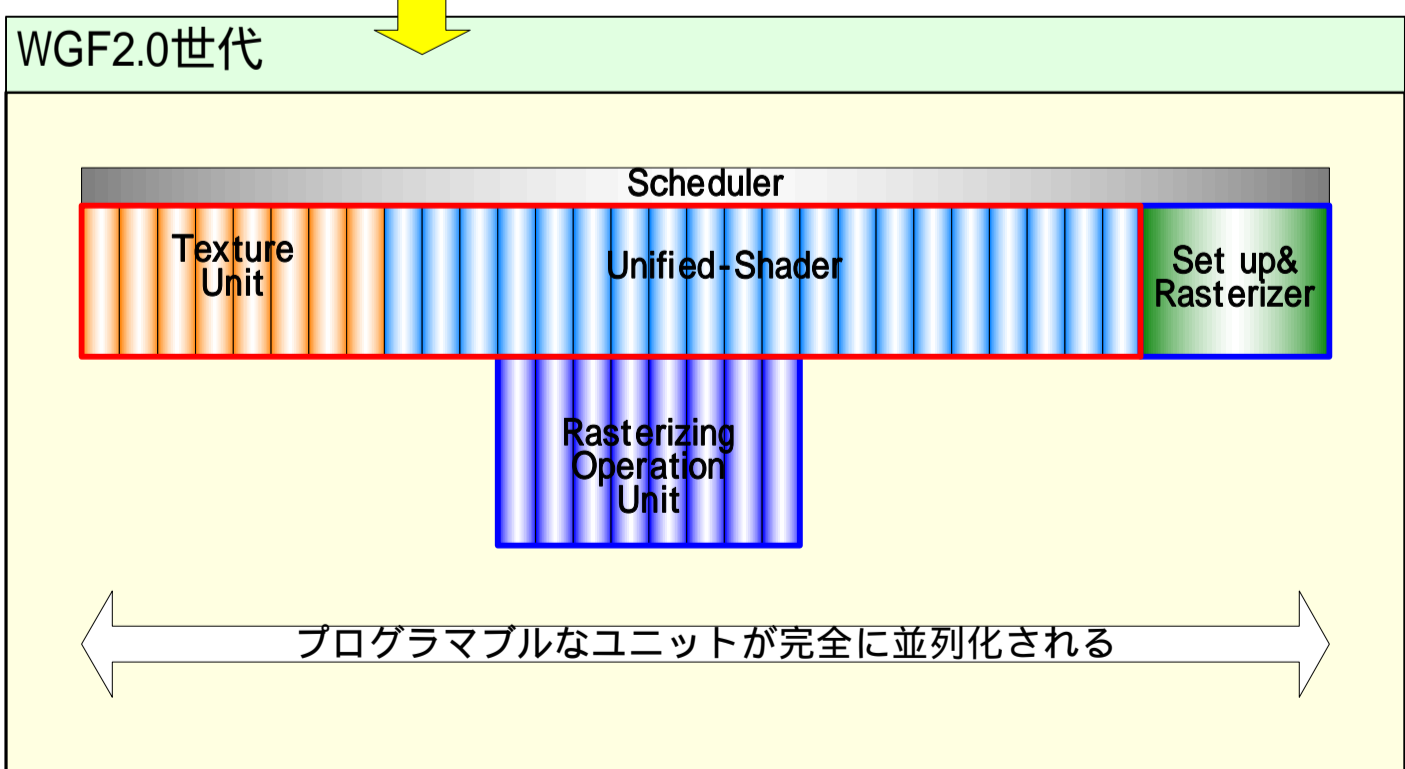 WGF2.0世代
Scheduler
Texture
Unit
Unified-Shader
Set up&
Rasterizer
Rasterizing
Operation
Unit
プログラマブルなユニットが完全に並列化される